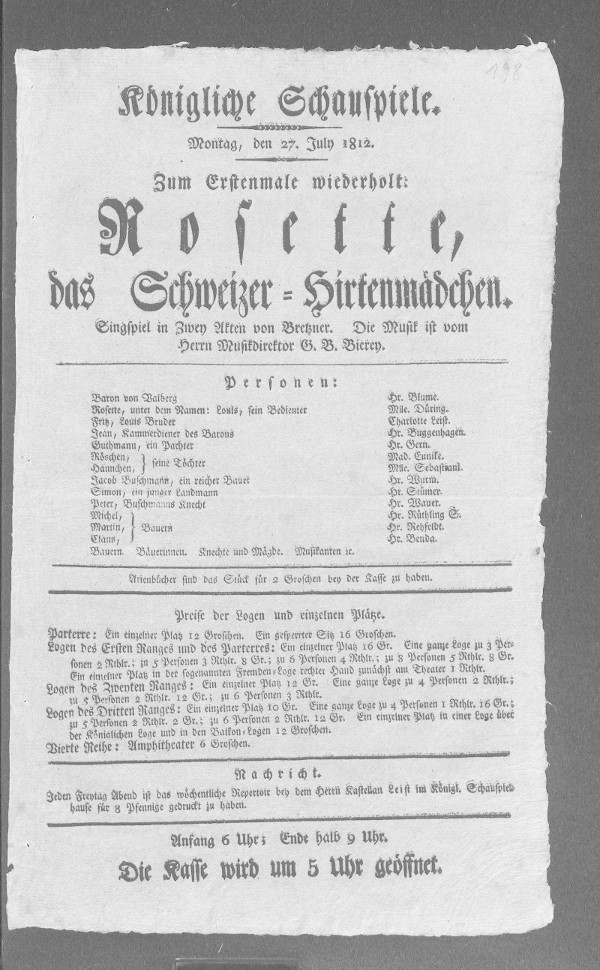 198
Königliche Schauspiele.
Montag, den 27. July 1812.
Zum Erstenmale wiederholt:
Rosette,
das Schweizer-Hirtenmädchen.
Singspiel in Zwey Akten von Bretzner. Die Musik ist vom
Herrn Musikdirektor G. B. Bierey.
Personen:
Baron von Valberg Hr. Blume.
Rosette, unter dem Namen: Louis, sein Bedienter Mlle. Düring.
Fritz, Louis Bruder Charlotte Leist.
Jean, Kammerdiener des Barons Hr. Buggenhagen.
Guthmann, ein Pachter Hr. Gern.
Röschen, Mad. Eunike.
seine Töchter
Hannchen, Mlle. Sebastiani.
Jacob Buschmann, ein reicher Bauer Hr. Wurm.
Simon, ein junger Landmann Hr. Stümer.
Peter, Buschmanns Knecht Hr. Wauer.
Michel, Hr. Rüthling S.
Martin, Bauern Hr. Rehfeldt.
Claus, Hr. Benda.
Bauern. Bäuerinnen. Knechte und Mägde. Musikanten ꝛc.
Arienbücher sind das Stück für 2 Groschen bey der Kasse zu haben.
Preise der Logen und einzelnen Plätze.
Parterre: Ein einzelner Platz 12 Groschen. Ein gesperrter Sitz 16 Groschen.
Logen des Ersten Ranges und des Parterres: Ein einzelner Platz 16 Gr. Eine ganze Loge zu 3 Per-
sonen 2 Rthlr.; zu 5 Personen 3 Rthlr. 8 Gr.; zu 6 Personen 4 Rthlr.; zu 8 Personen 5 Rthlr. 8 Gr.
Ein einzelner Platz in der sogenannten Fremden-Loge rechter Hand zunächst am Theater 1 Rthlr.
Logen des Zweyten Ranges: Ein einzelner Platz 12 Gr. Eine ganze Loge zu 4 Personen 2 Rthlr.;
zu 5 Personen 2 Rthlr. 12 Gr.; zu 6 Personen 3 Rthlr.
Logen des Dritten Ranges: Ein einzelner Platz 10 Gr. Eine ganze Loge zu 4 Personen 1 Rthlr. 16 Gr.;
zu 5 Personen 2 Rthlr. 2 Gr.; zu 6 Personen 2 Rthlr. 12 Gr. Ein einzelner Platz in einer Loge über
der Königlichen Loge und in den Balkon-Logen 12 Groschen.
Vierte Reihe: Amphitheater 6 Groschen.
Nachricht.
Jeden Freytag Abend ist das wöchentliche Repertoir bey dem Herrn Kastellan Leist im Königl. Schauspiel-
hause für 8 Pfennige gedruckt zu haben.
Anfang 6 Uhr; Ende halb 9 Uhr.
Die Kasse wird um 5 Uhr geöffnet.